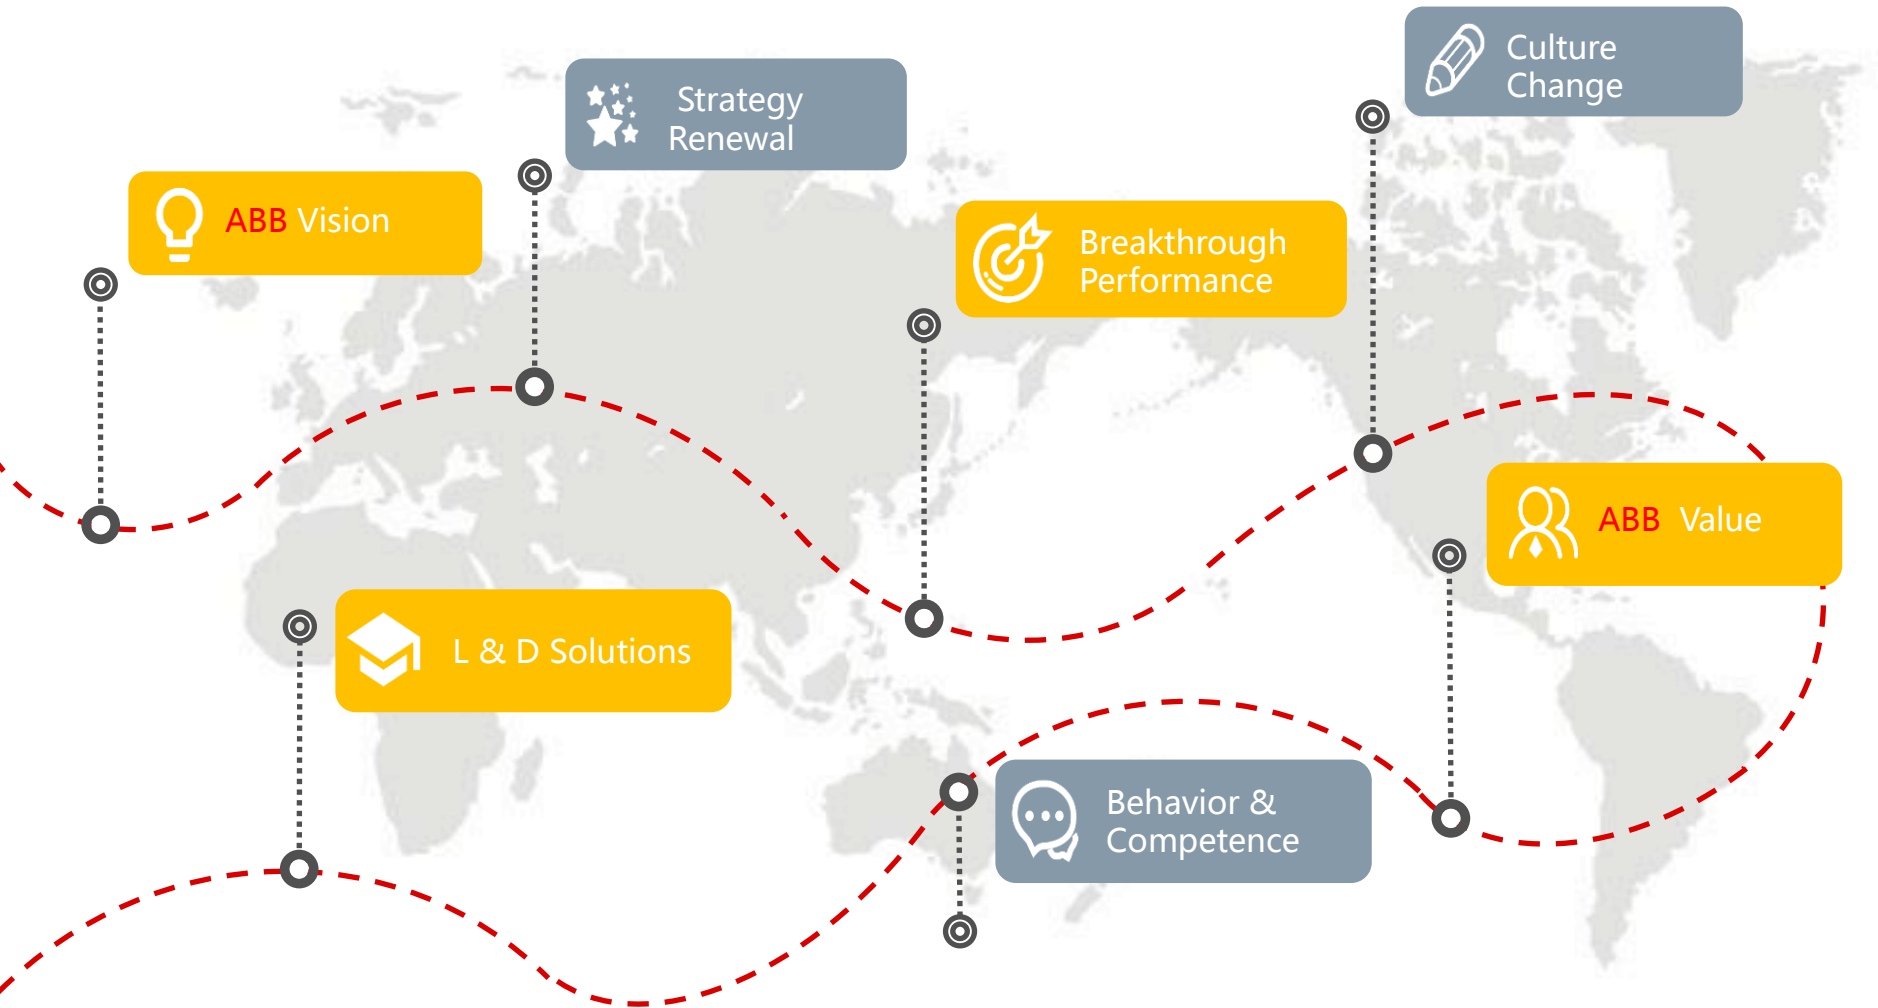 ABB Vision
Strategy
Renewal
Breakthrough
Performance
Culture
Change
ABB Value
Behavior &
Competence
L & D Solutions